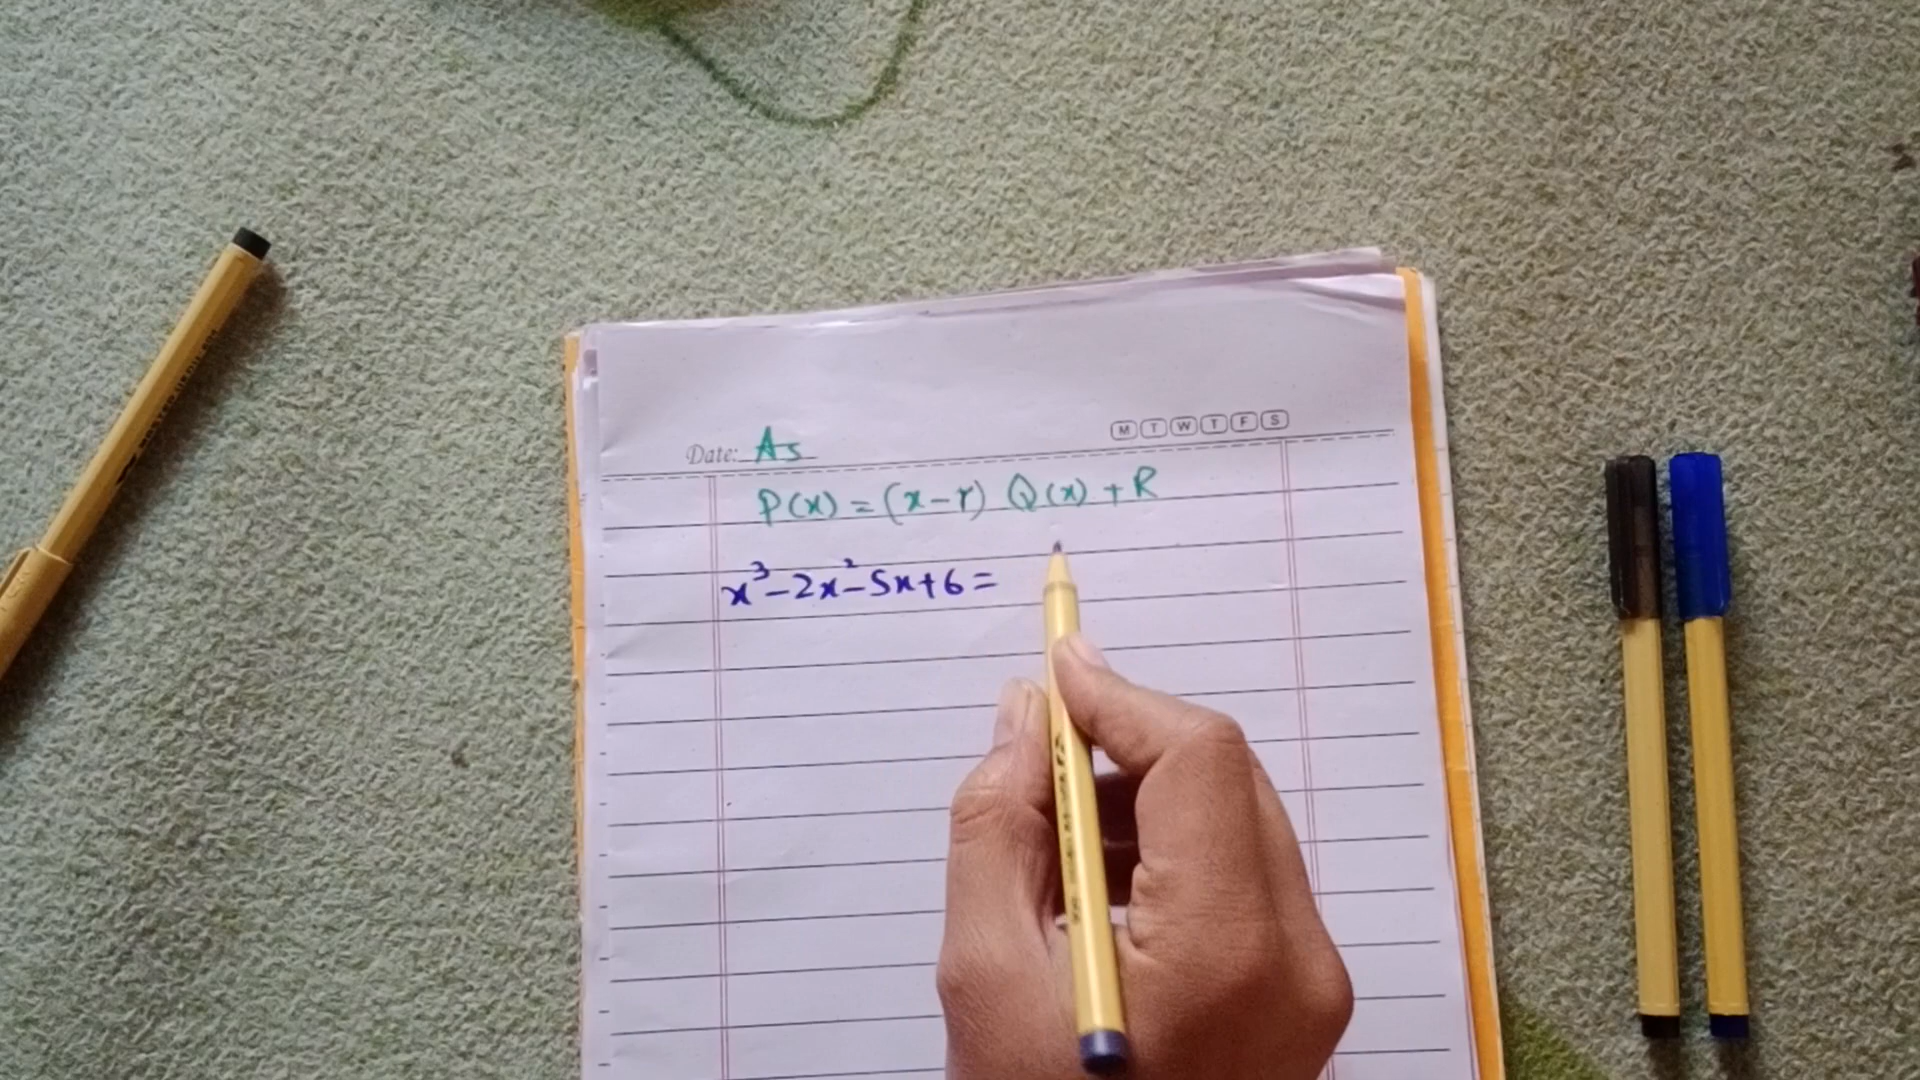 M T W T F S
Date: As
P(x) = (x-r) Q(x) + R
x³-2x²-5x+6=